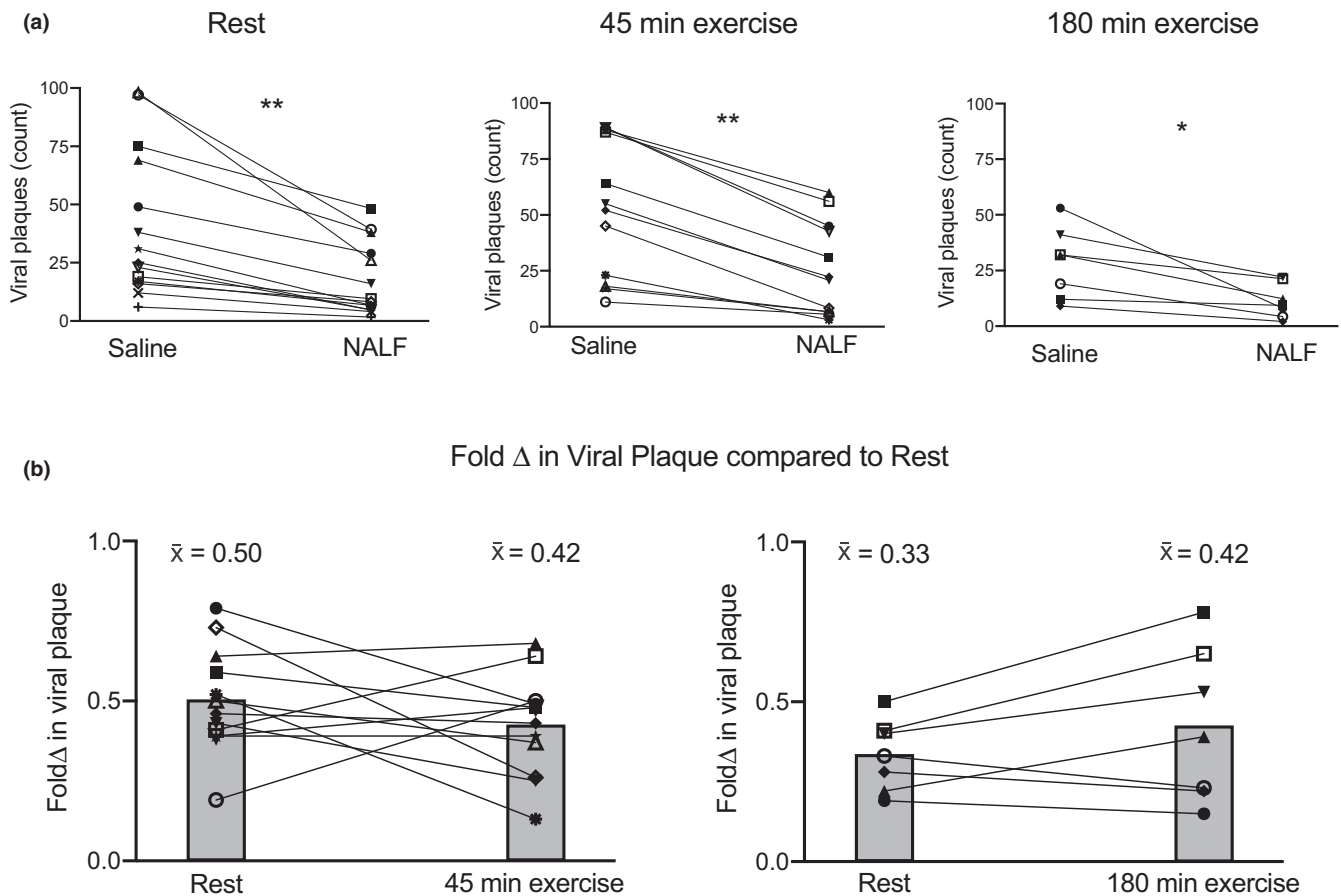 (a)
Rest
45 min exercise
180 min exercise
Viral plaques (count)
100
75
50
25
0
**
Saline
NALF
Viral plaques (count)
100
75
50
25
0
**
Saline
NALF
Viral plaques (count)
100
75
50
25
0
*
Saline
NALF
(b)
Fold Δ in Viral Plaque compared to Rest
FoldΔ in viral plaque
1.0
0.5
0.0
x̄ = 0.50
x̄ = 0.42
Rest
45 min exercise
FoldΔ in viral plaque
1.0
0.5
0.0
x̄ = 0.33
x̄ = 0.42
Rest
180 min exercise